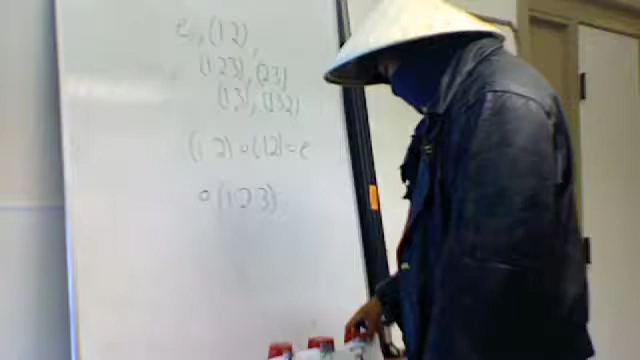 e, (12),
(123), (23)
(13), (132)
(12)∘(12)=e
∘(123)